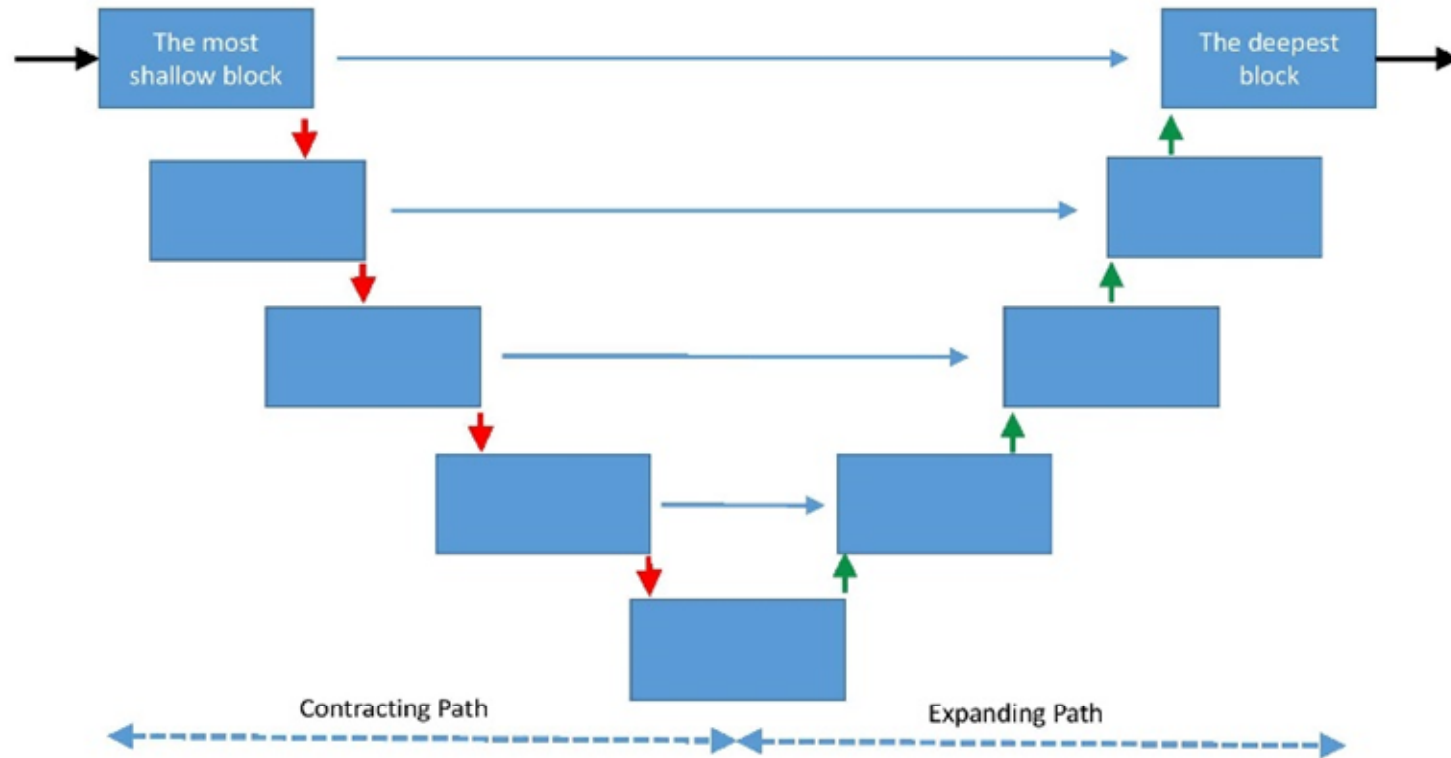 The most
shallow block
The deepest
block
Contracting Path
Expanding Path